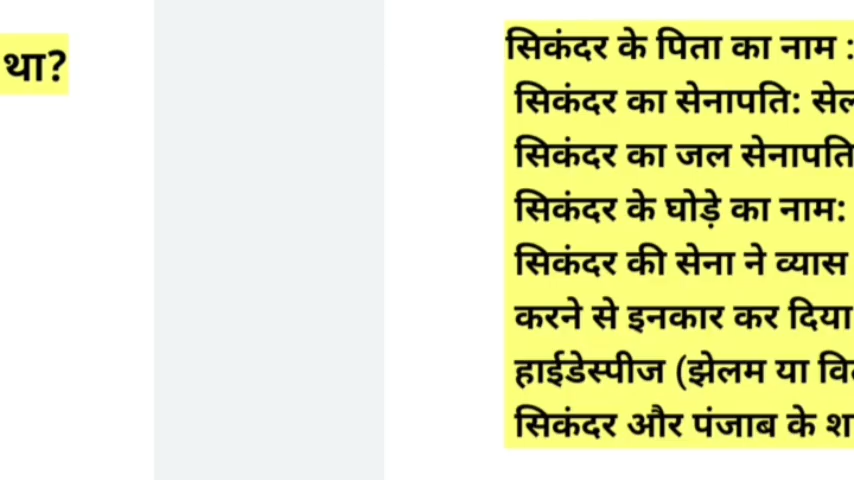 था?
सिकंदर के पिता का नाम :
सिकंदर का सेनापति:
सिकंदर का जल सेनापति
सिकंदर के घोड़े का नाम:
सिकंदर की सेना ने व्यास
करने से इनकार कर दिया
हाईडेस्पीज (झेलम या
सिकंदर और पंजाब के